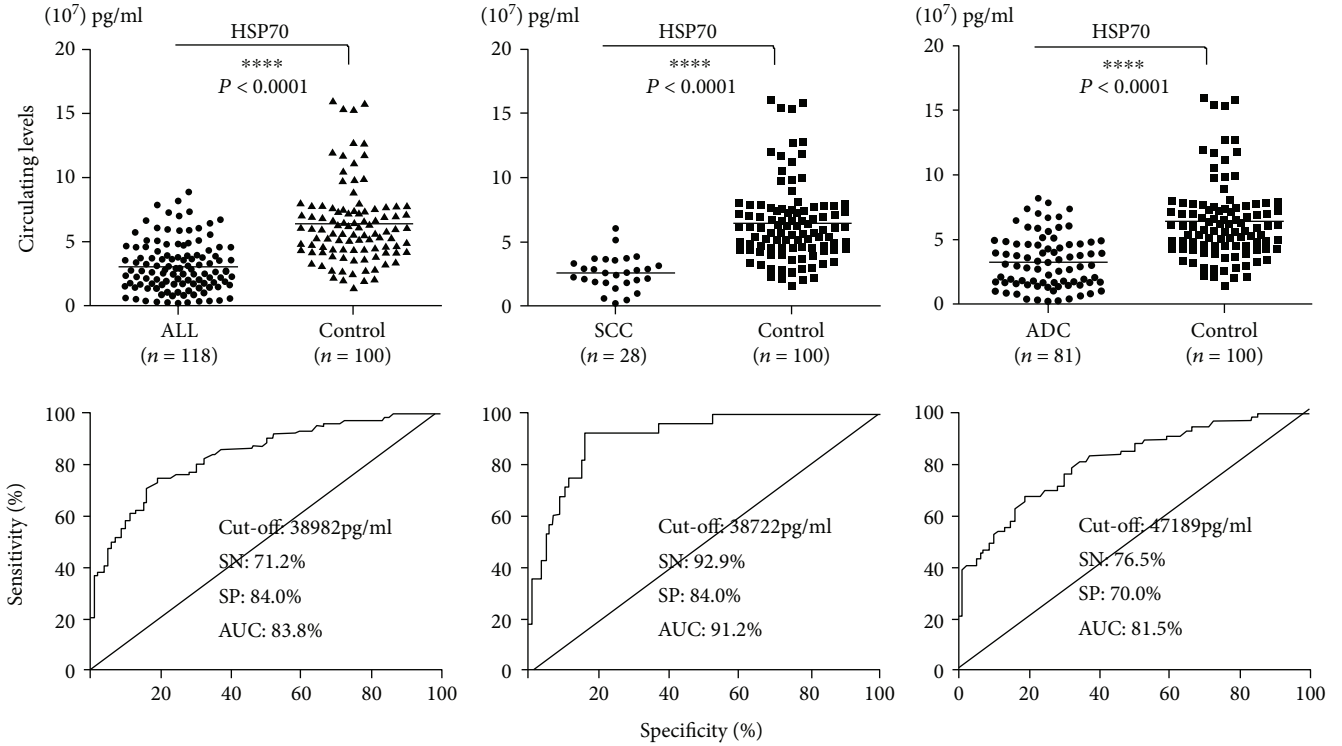 (10⁷) pg/ml
HSP70
****
P < 0.0001
20
15
10
5
0
Circulating levels
ALL
(n = 118)
Control
(n = 100)
(10⁷) pg/ml
HSP70
****
P < 0.0001
20
15
10
5
0
SCC
(n = 28)
Control
(n = 100)
(10⁷) pg/ml
HSP70
****
P < 0.0001
20
15
10
5
0
ADC
(n = 81)
Control
(n = 100)
100
80
60
40
20
0
Sensitivity (%)
Cut-off: 38982pg/ml
SN: 71.2%
SP: 84.0%
AUC: 83.8%
20
40
60
80
100
100
80
60
40
20
0
Cut-off: 38722pg/ml
SN: 92.9%
SP: 84.0%
AUC: 91.2%
20
40
60
80
100
Specificity (%)
100
80
60
40
20
0
Cut-off: 47189pg/ml
SN: 76.5%
SP: 70.0%
AUC: 81.5%
0
20
40
60
80
100